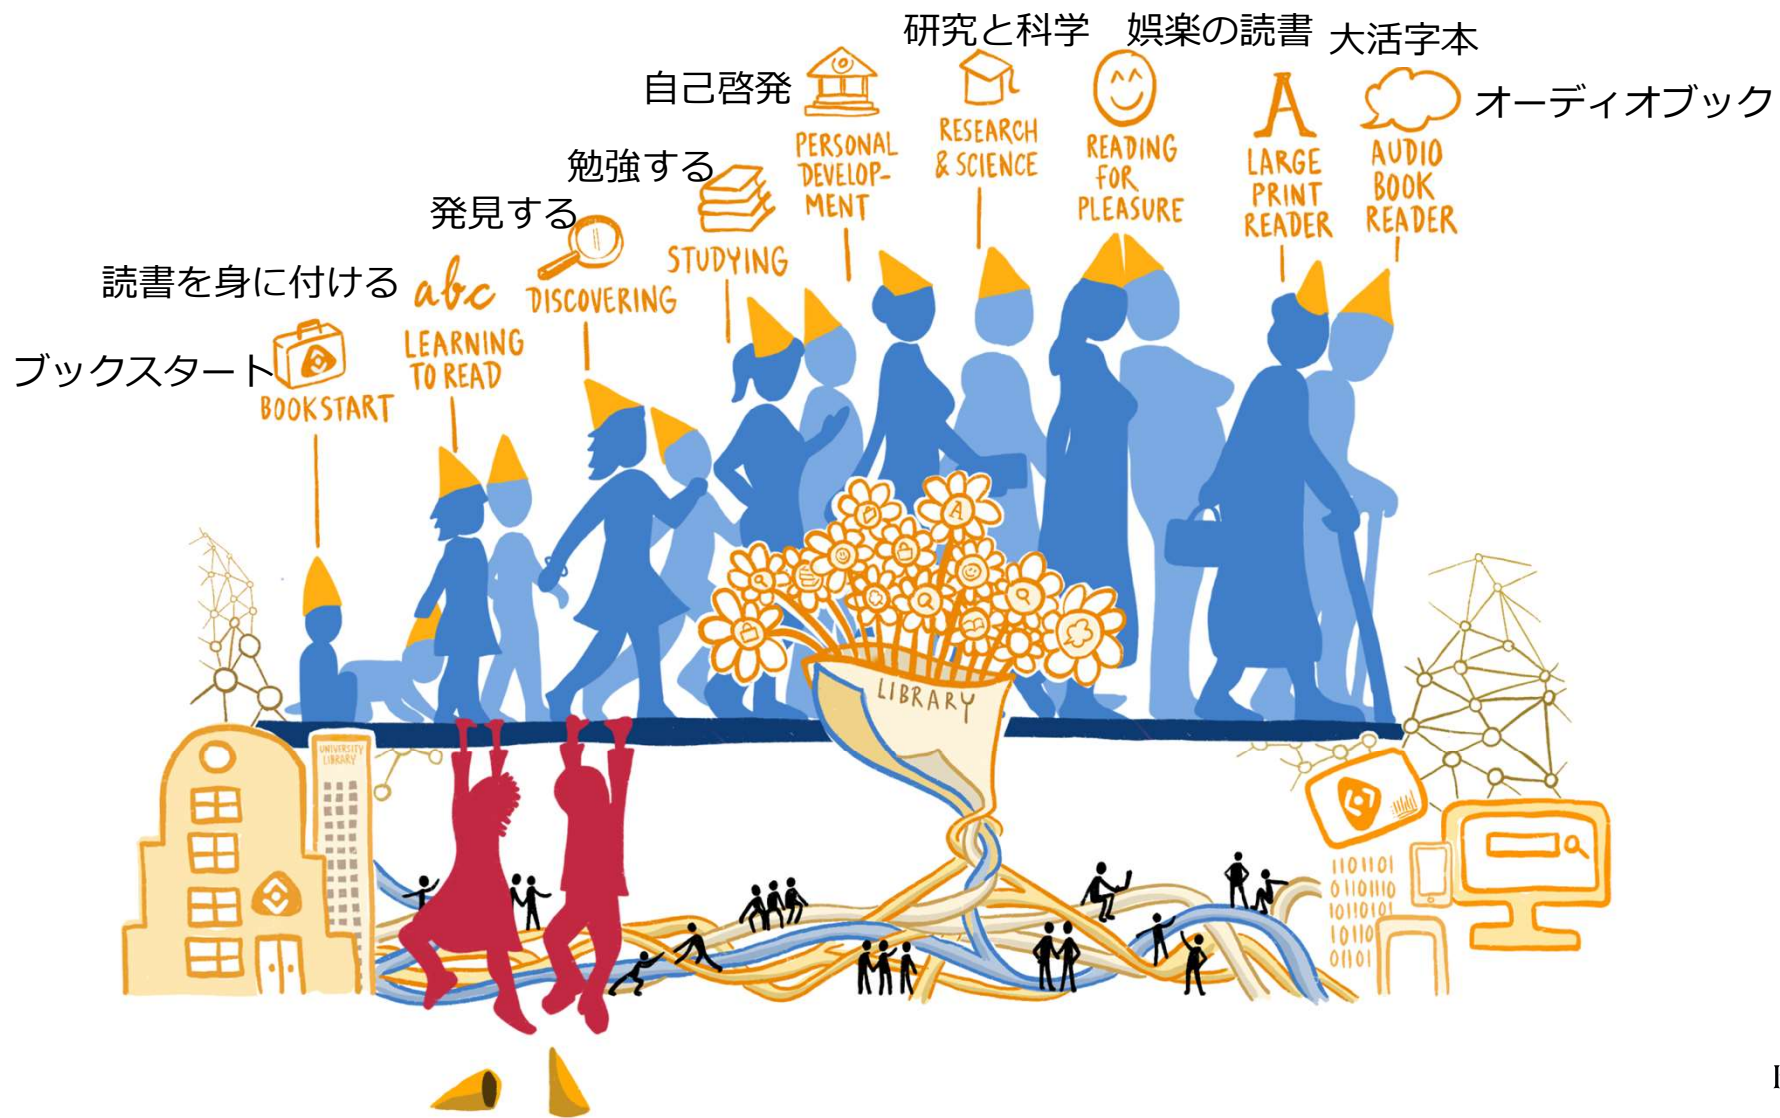 研究と科学
娯楽の読書
大活字本
自己啓発
オーディオブック
勉強する
発見する
読書を身に付ける
ブックスタート
PERSONAL
DEVELOP-
MENT
RESEARCH
& SCIENCE
READING
FOR
PLEASURE
A
LARGE
PRINT
READER
AUDIO
BOOK
READER
STUDYING
abc
DISCOVERING
LEARNING
TO READ
BOOKSTART
A
LIBRARY
UNIVERSITY
LIBRARY
1101101
0110110
10110101
10110
01101
I